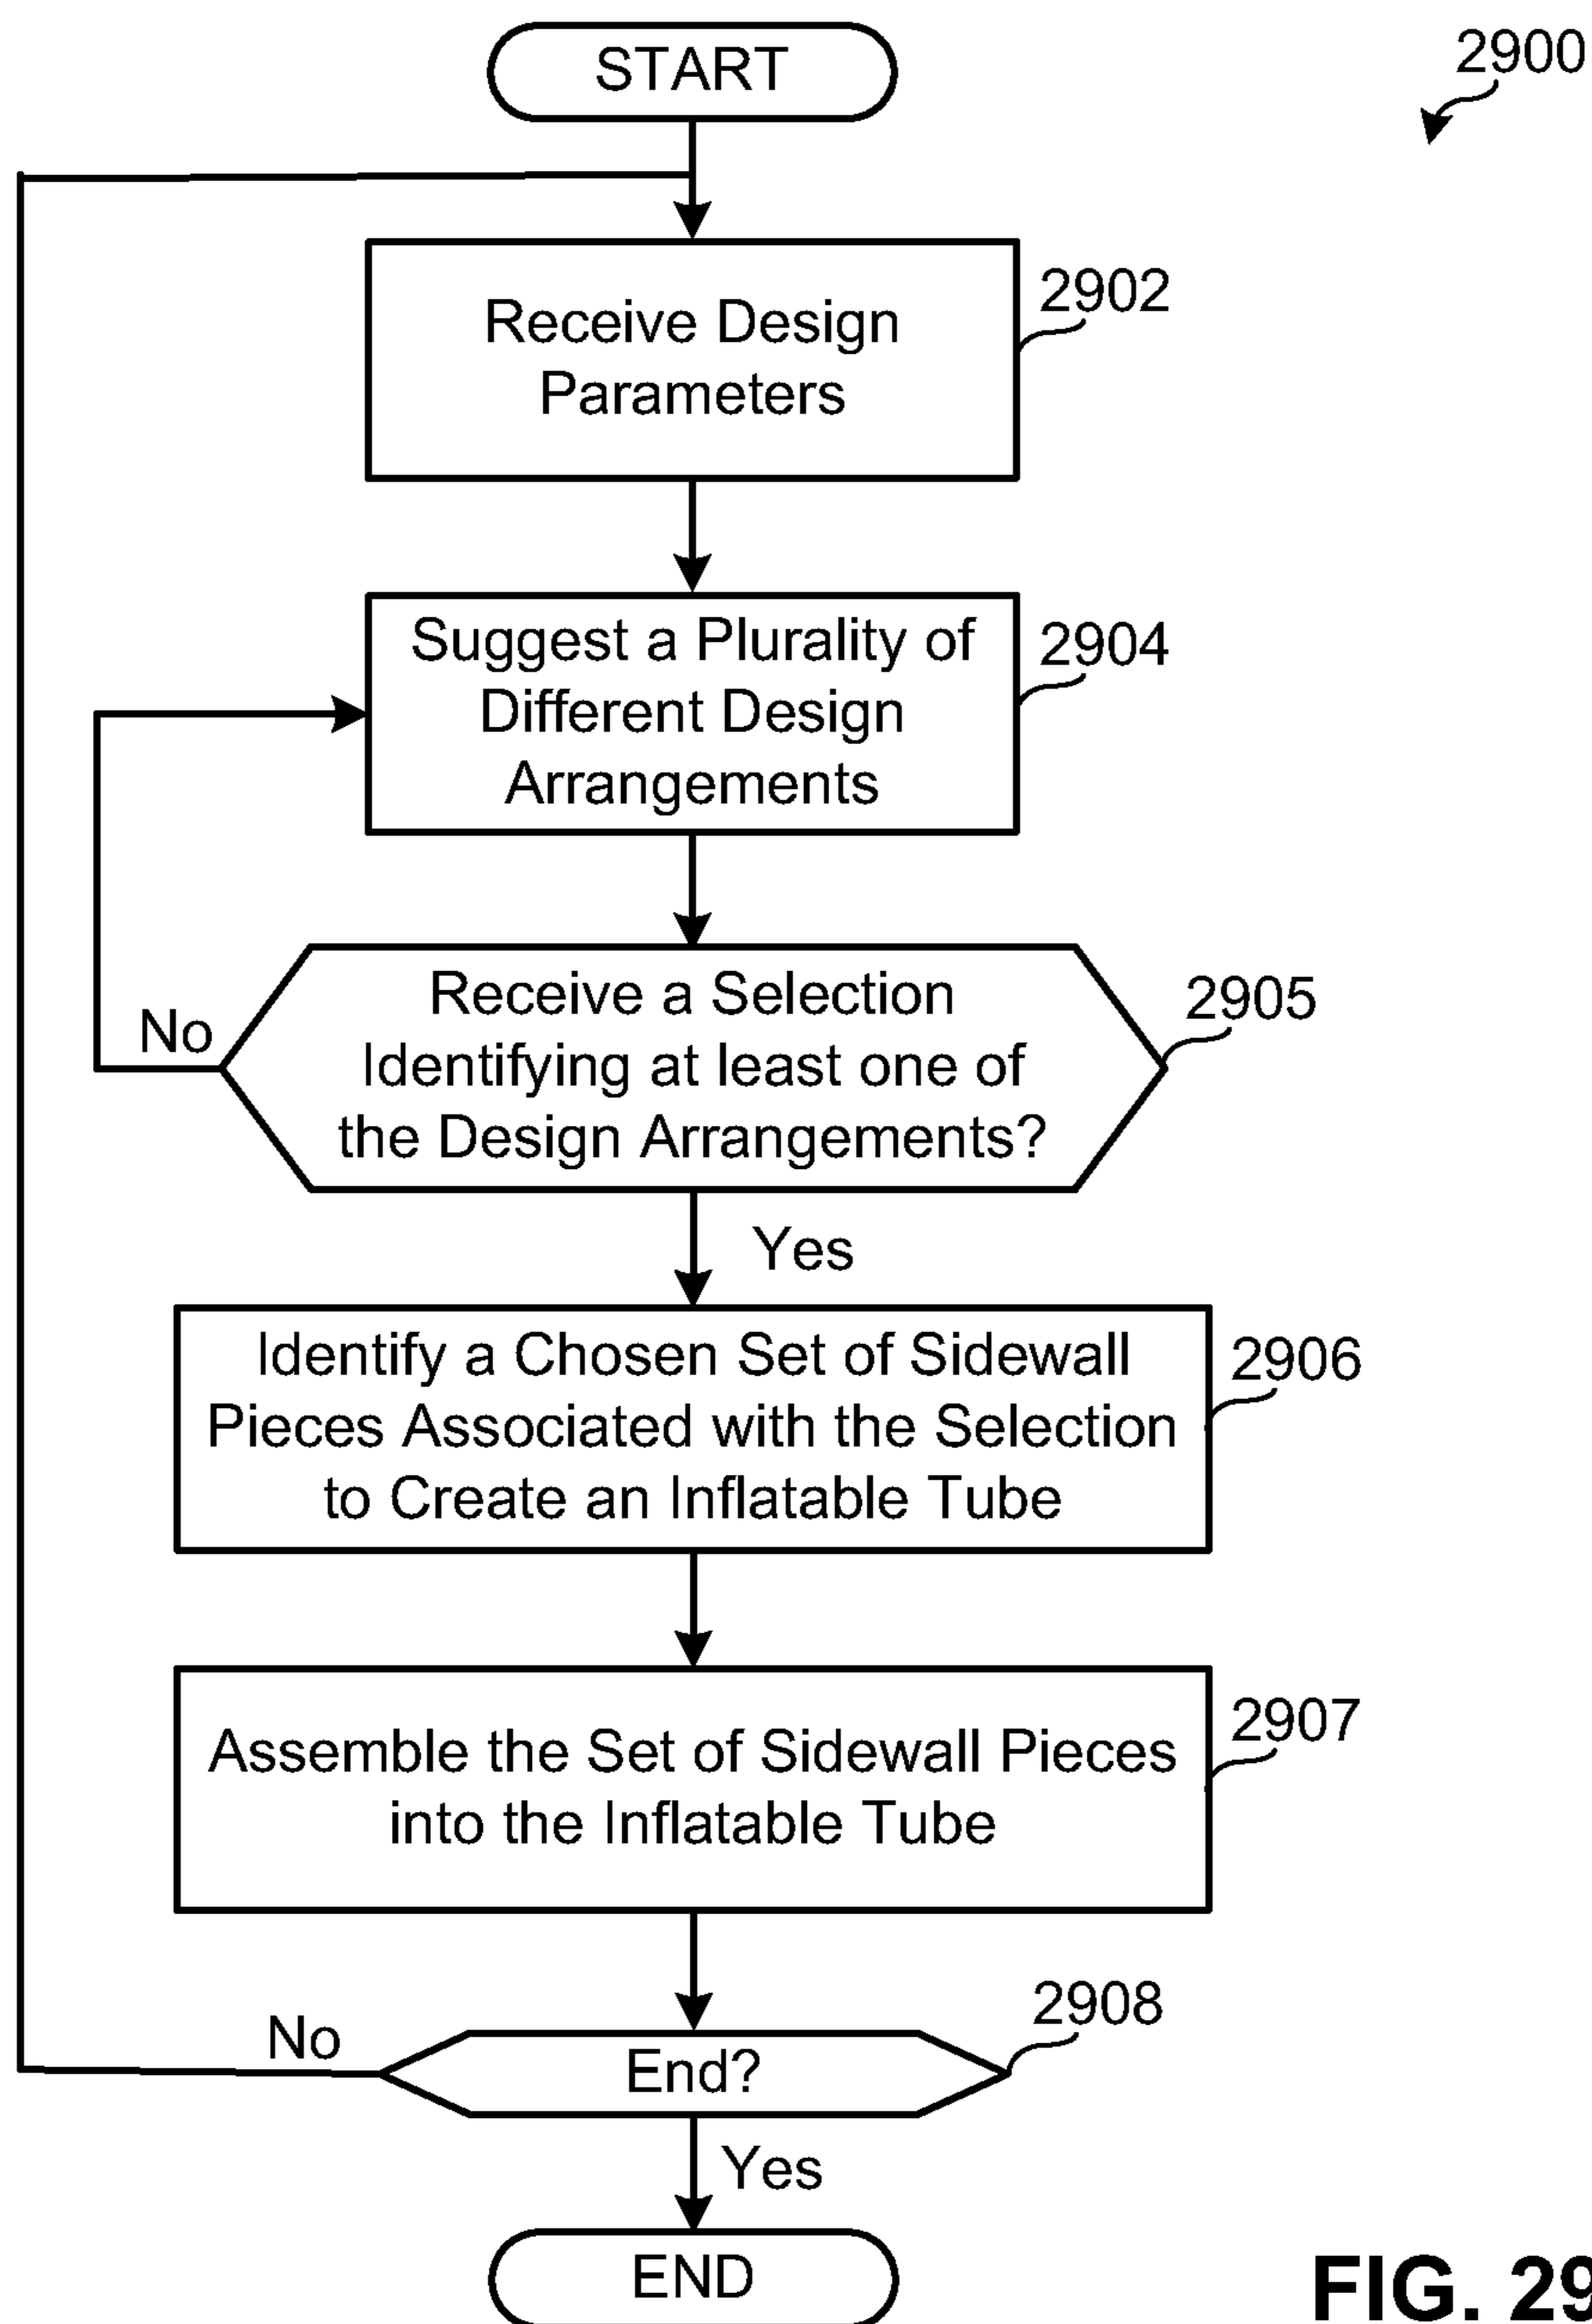 START
2900
Receive Design
Parameters
2902
Suggest a Plurality of
Different Design
Arrangements
2904
Receive a Selection
Identifying at least one of
the Design Arrangements?
2905
No
Yes
Identify a Chosen Set of Sidewall
Pieces Associated with the Selection
to Create an Inflatable Tube
2906
Assemble the Set of Sidewall Pieces
into the Inflatable Tube
2907
End?
2908
No
Yes
END
FIG. 29